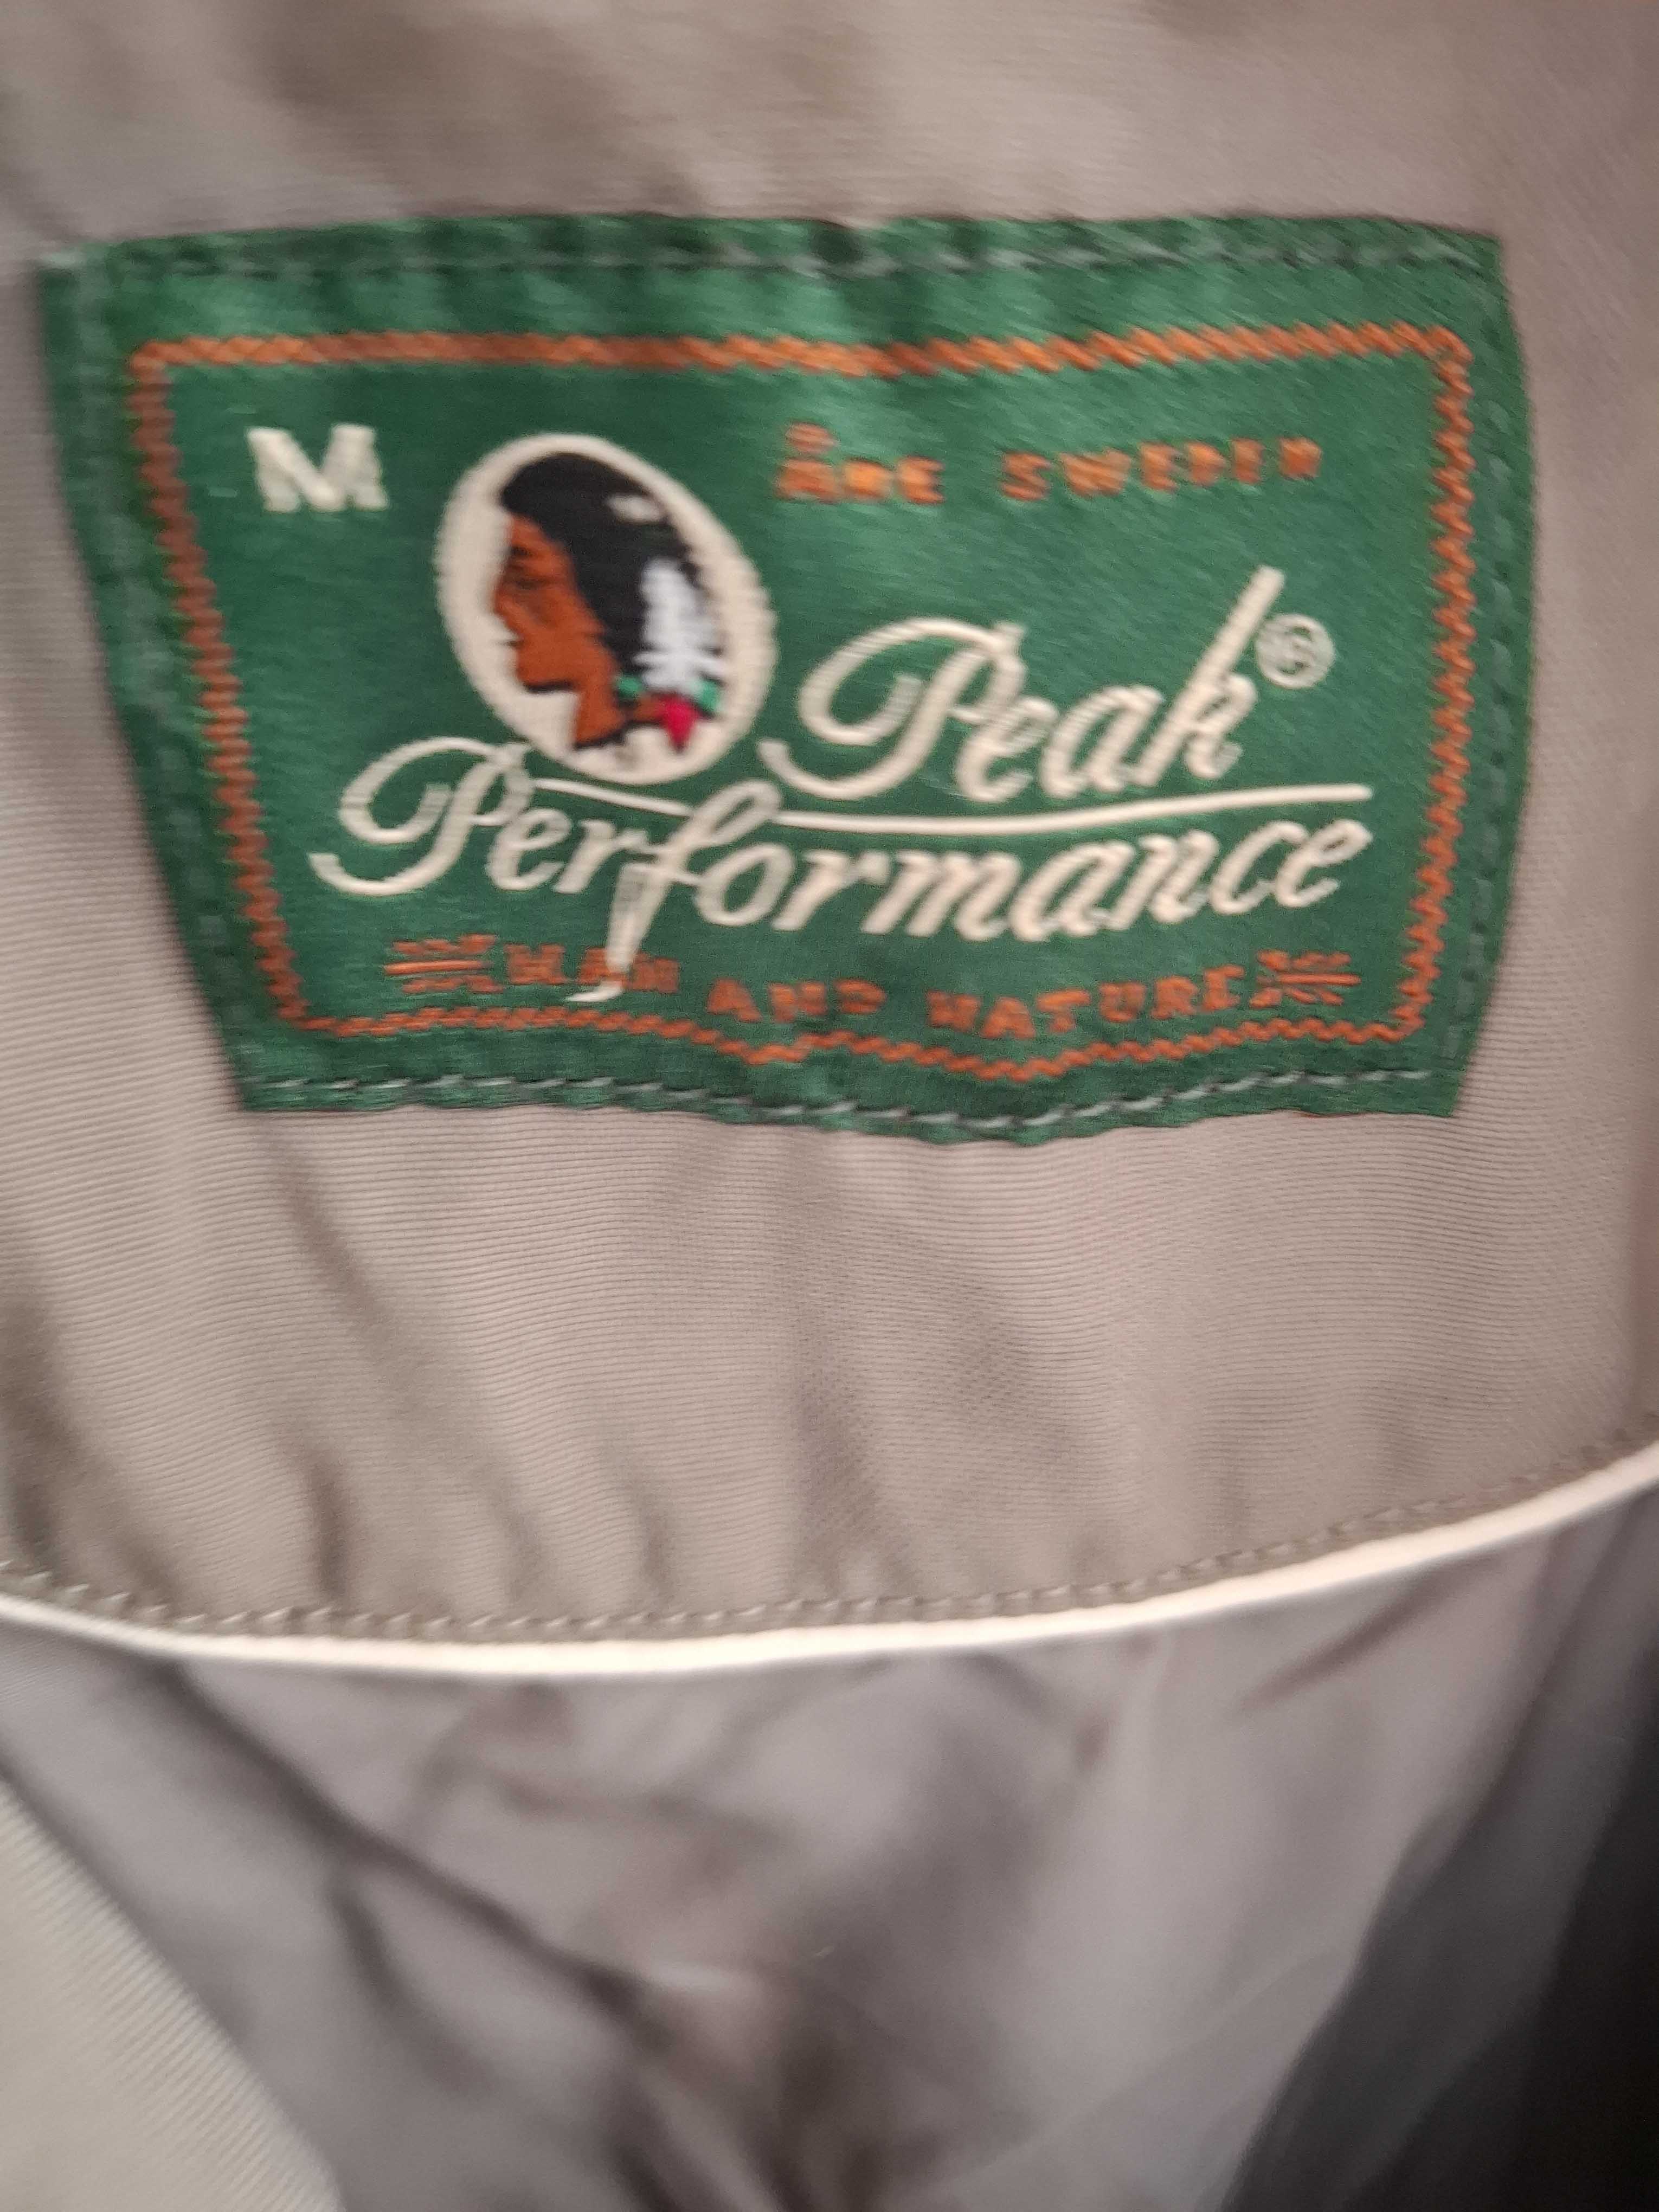 M
Åre Sweden
Peak®
Performance
Man and Nature